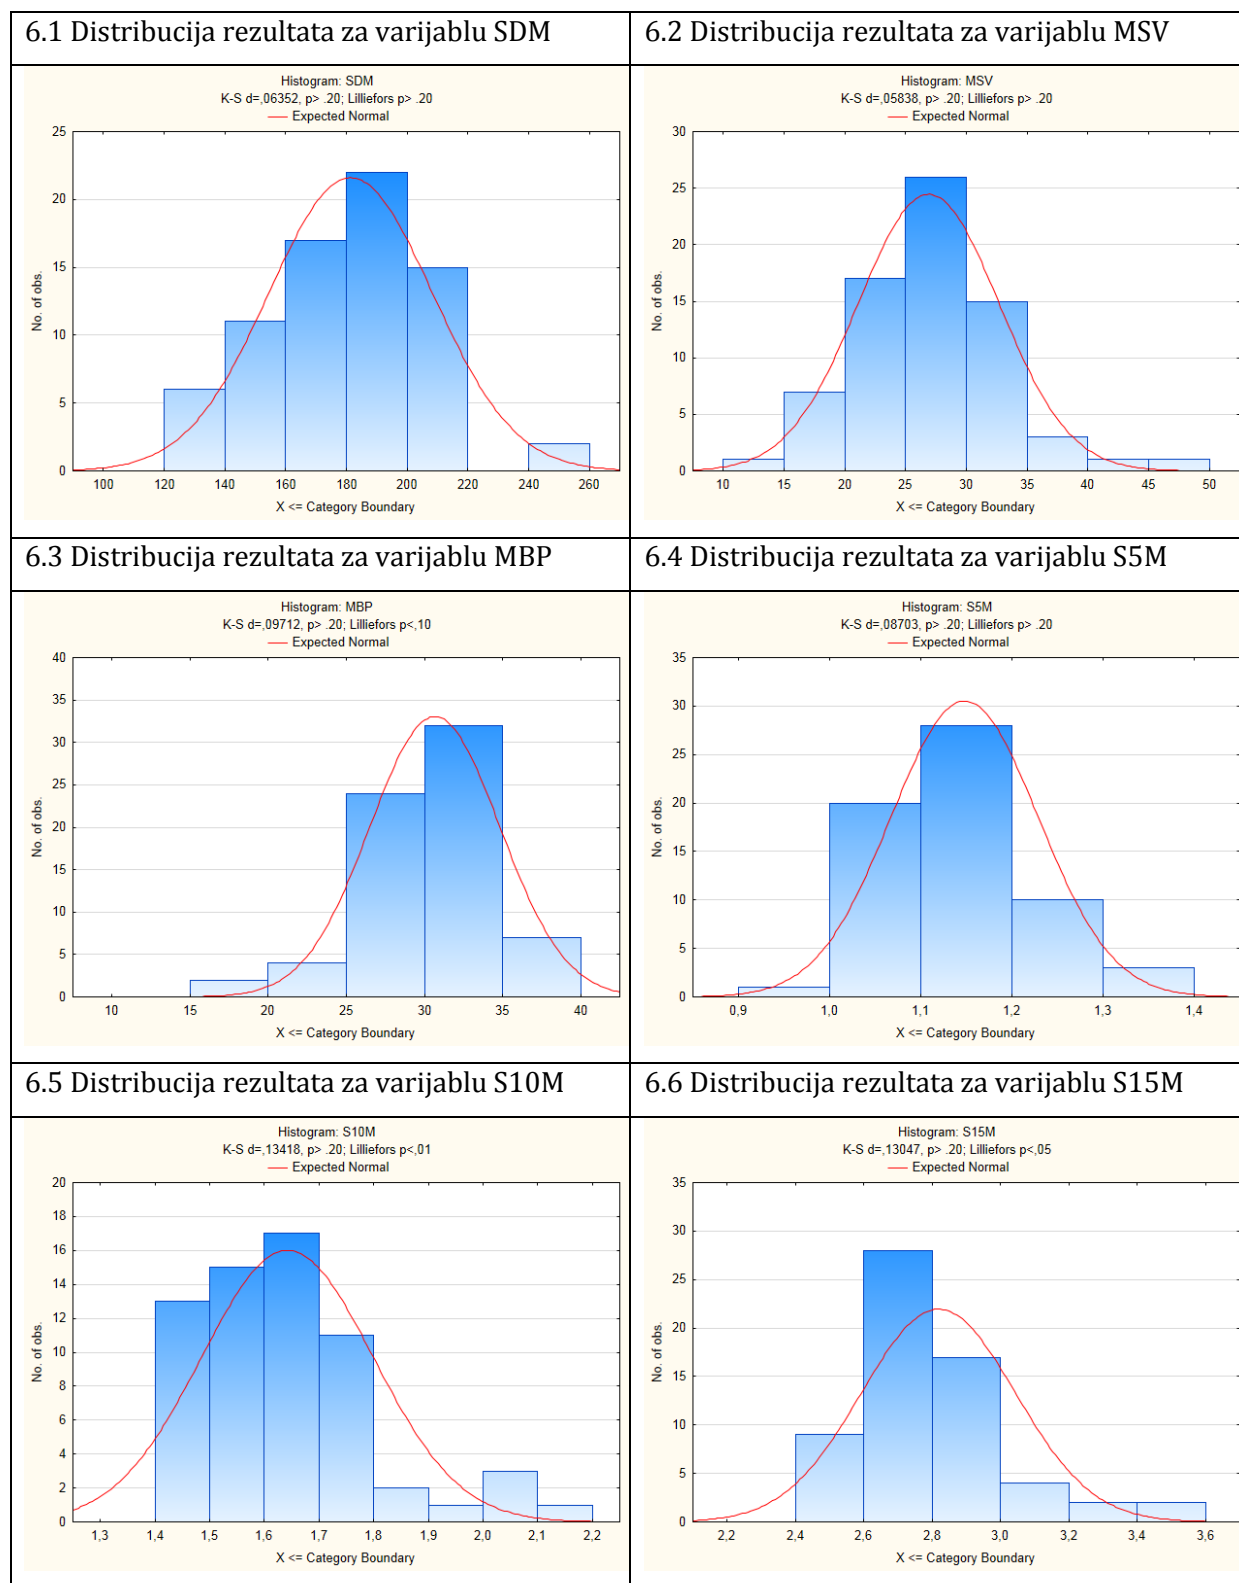 6.1 Distribucija rezultata za varijablu SDM
6.2 Distribucija rezultata za varijablu MSV
Histogram: SDM
K-S d=,06352, p> .20; Lilliefors p> .20
Expected Normal
25
20
15
10
5
0
No. of obs.
100 120 140 160 180 200 220 240 260
X <= Category Boundary
Histogram: MSV
K-S d=,05838, p> .20; Lilliefors p> .20
Expected Normal
30
25
20
15
10
5
0
No. of obs.
10 15 20 25 30 35 40 45 50
X <= Category Boundary
6.3 Distribucija rezultata za varijablu MBP
6.4 Distribucija rezultata za varijablu S5M
Histogram: MBP
K-S d=,09712, p> .20; Lilliefors p<,10
Expected Normal
40
35
30
25
20
15
10
5
0
No. of obs.
10 15 20 25 30 35 40
X <= Category Boundary
Histogram: S5M
K-S d=,08703, p> .20; Lilliefors p> .20
Expected Normal
35
30
25
20
15
10
5
0
No. of obs.
0,9 1,0 1,1 1,2 1,3 1,4
X <= Category Boundary
6.5 Distribucija rezultata za varijablu S10M
6.6 Distribucija rezultata za varijablu S15M
Histogram: S10M
K-S d=,13418, p> .20; Lilliefors p<,01
Expected Normal
20
18
16
14
12
10
8
6
4
2
0
No. of obs.
1,3 1,4 1,5 1,6 1,7 1,8 1,9 2,0 2,1 2,2
X <= Category Boundary
Histogram: S15M
K-S d=,13047, p> .20; Lilliefors p<,05
Expected Normal
35
30
25
20
15
10
5
0
No. of obs.
2,2 2,4 2,6 2,8 3,0 3,2 3,4 3,6
X <= Category Boundary